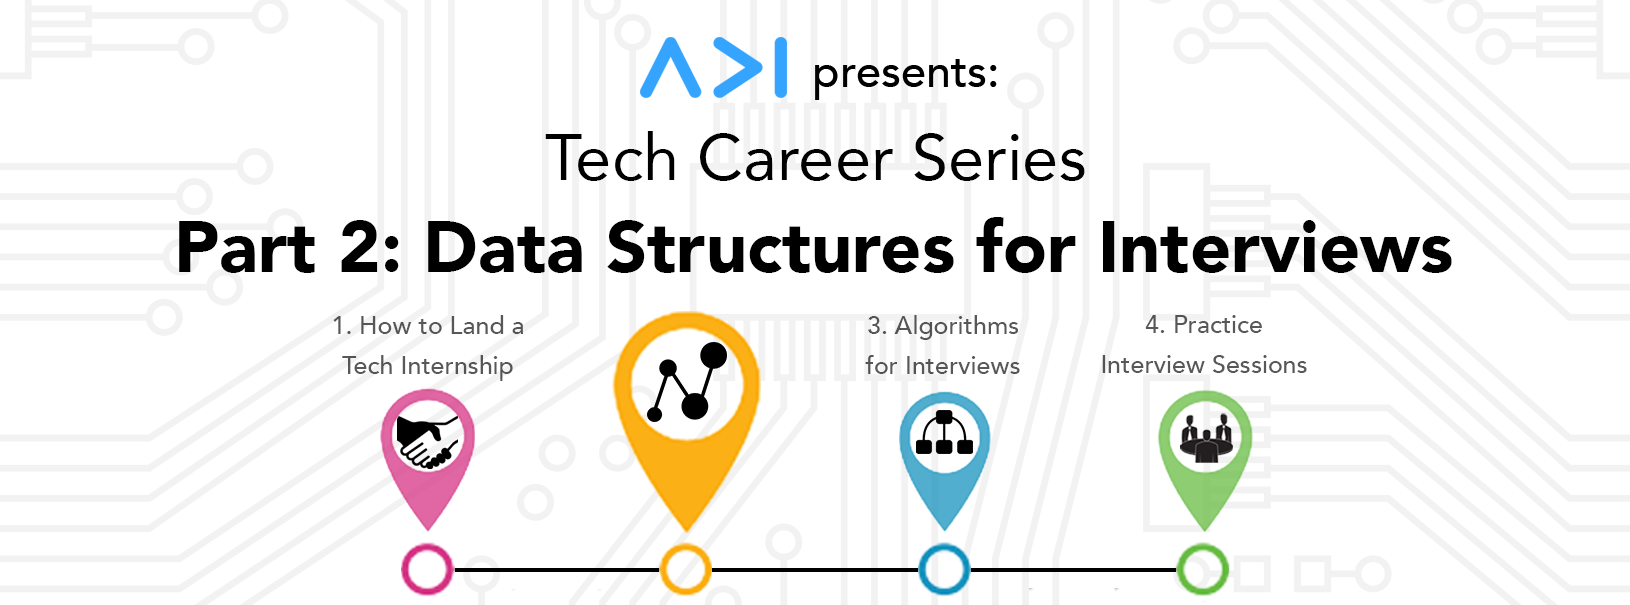 ADI presents:
Tech Career Series
Part 2: Data Structures for Interviews
1. How to Land a
Tech Internship
3. Algorithms
for Interviews
4. Practice
Interview Sessions